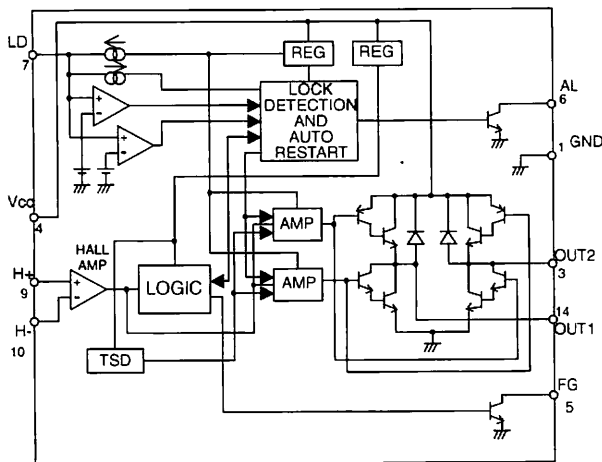 LD
7
REG
REG
LOCK
DETECTION
AND
AUTO
RESTART
AL
6
1 GND
Vcc
4
AMP
HALL
AMP
H+
9
LOGIC
AMP
OUT2
3
H-
10
14
OUT1
TSD
FG
5